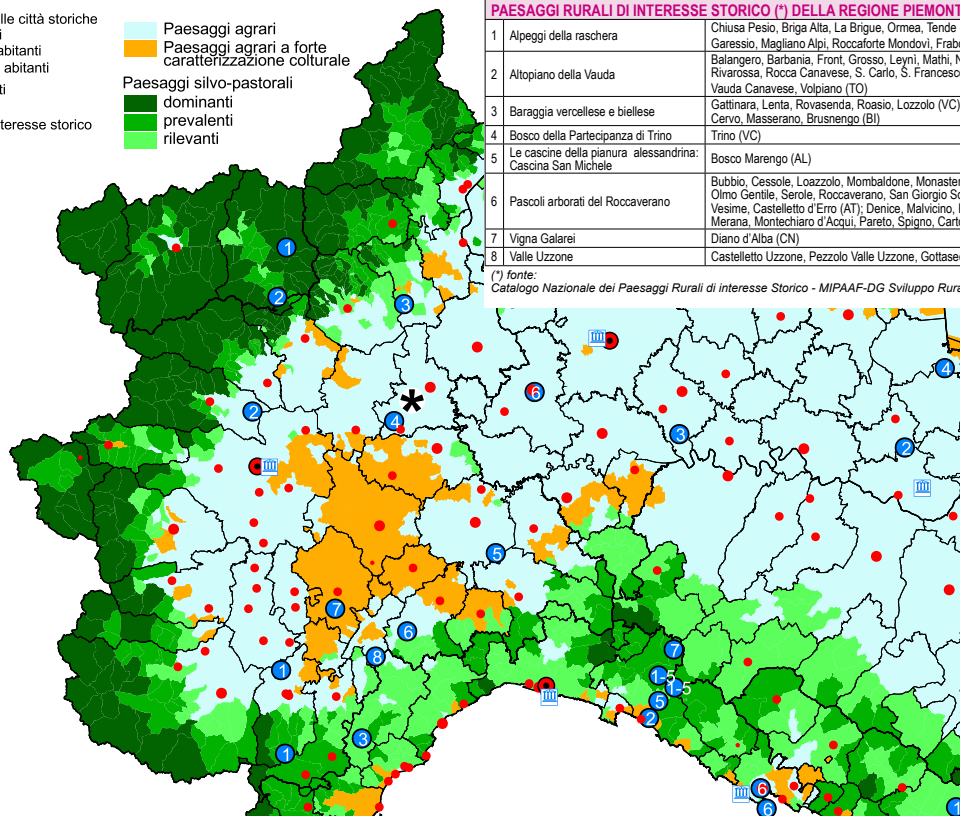 lle città storiche
i
abitanti
abitanti
ti
nteresse storico
Paesaggi agrari
Paesaggi agrari a forte
caratterizzazione colturale
Paesaggi silvo-pastorali
dominanti
prevalenti
rilevanti
PAESAGGI RURALI DI INTERESSE STORICO (*) DELLA REGIONE PIEMONT
1 Alpeggi della raschera
Chiusa Pesio, Briga Alta, La Brigue, Ormea, Tende
Garessio, Magliano Alpi, Roccaforte Mondovì, Frabo
2 Altopiano della Vauda
Balangero, Barbania, Front, Grosso, Leynì, Mathi, N
Rivarossa, Rocca Canavese, S. Carlo, S. Francesc
Vauda Canavese, Volpiano (TO)
3 Baraggia vercellese e biellese
Gattinara, Lenta, Rovasenda, Roasio, Lozzolo (VC)
Cervo, Masserano, Brusnengo (BI)
4 Bosco della Partecipanza di Trino
Trino (VC)
5 Le cascine della pianura alessandrina:
Cascina San Michele
Bosco Marengo (AL)
6 Pascoli arborati del Roccaverano
Bubbio, Cessole, Loazzolo, Mombaldone, Monaster
Olmo Gentile, Serole, Roccaverano, San Giorgio Sc
Vesime, Castelletto d'Erro (AT); Denice, Malvicino,
Merana, Montechiaro d'Acqui, Pareto, Spigno, Carto
7 Vigna Galarei
Diano d'Alba (CN)
8 Valle Uzzone
Castelletto Uzzone, Pezzolo Valle Uzzone, Gottase
(*) fonte:
Catalogo Nazionale dei Paesaggi Rurali di interesse Storico - MIPAAF-DG Sviluppo Rura
1
2
3
4
6
*
2
4
3
2
5
7
6
8
1
7
1-5
1-5
5
2
3
1
6
6
1